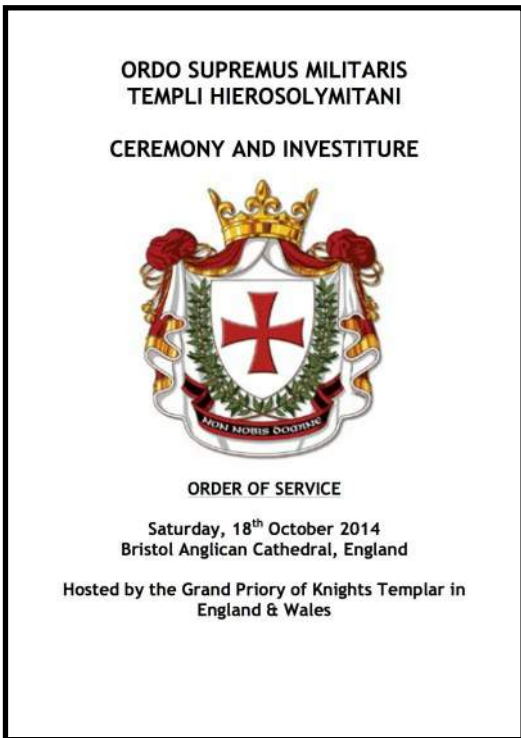 ORDO SUPREMUS MILITARIS
TEMPLI HIEROSOLYMITANI
CEREMONY AND INVESTITURE
NON NOBIS DOMINE
ORDER OF SERVICE
Saturday, 18th October 2014
Bristol Anglican Cathedral, England
Hosted by the Grand Priory of Knights Templar in
England & Wales